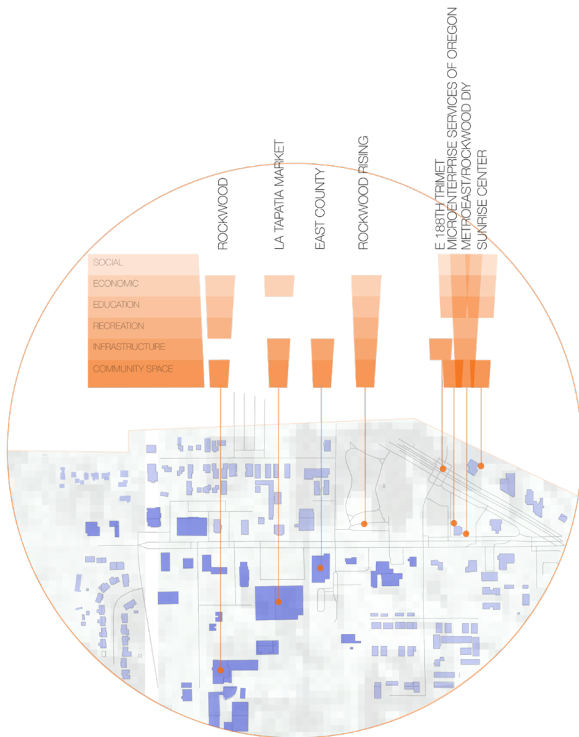 ROCKWOOD
LA TAPATIA MARKET
EAST COUNTY
ROCKWOOD RISING
E 188TH TRIMET
MICROENTERPRISE SERVICES OF OREGON
METROEAST/ROCKWOOD DIY
SUNRISE CENTER
SOCIAL
ECONOMIC
EDUCATION
RECREATION
INFRASTRUCTURE
COMMUNITY SPACE